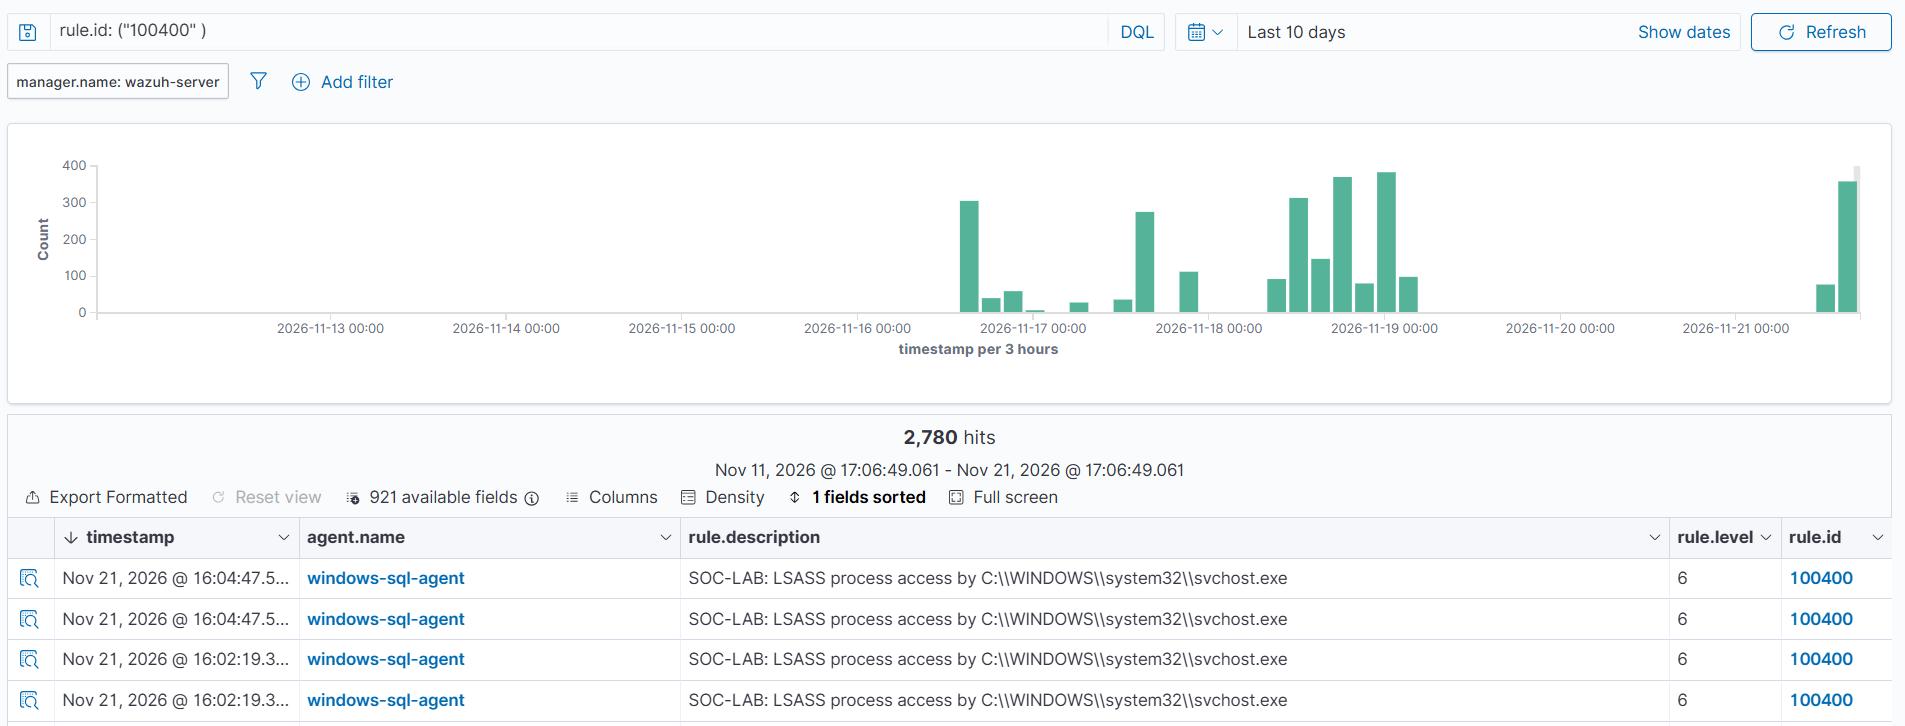 rule.id: ("100400" )
DQL
Last 10 days
Show dates
Refresh
manager.name: wazuh-server
Add filter
400
300
200
100
0
Count
2026-11-13 00:00
2026-11-14 00:00
2026-11-15 00:00
2026-11-16 00:00
2026-11-17 00:00
2026-11-18 00:00
2026-11-19 00:00
2026-11-20 00:00
2026-11-21 00:00
timestamp per 3 hours
2,780 hits
Nov 11, 2026 @ 17:06:49.061 - Nov 21, 2026 @ 17:06:49.061
Export Formatted
Reset view
921 available fields
Columns
Density
1 fields sorted
Full screen
timestamp agent.name rule.description rule.level rule.id
Nov 21, 2026 @ 16:04:47.5... windows-sql-agent SOC-LAB: LSASS process access by C:\\WINDOWS\\system32\\svchost.exe 6 100400
Nov 21, 2026 @ 16:04:47.5... windows-sql-agent SOC-LAB: LSASS process access by C:\\WINDOWS\\system32\\svchost.exe 6 100400
Nov 21, 2026 @ 16:02:19.3... windows-sql-agent SOC-LAB: LSASS process access by C:\\WINDOWS\\system32\\svchost.exe 6 100400
Nov 21, 2026 @ 16:02:19.3... windows-sql-agent SOC-LAB: LSASS process access by C:\\WINDOWS\\system32\\svchost.exe 6 100400